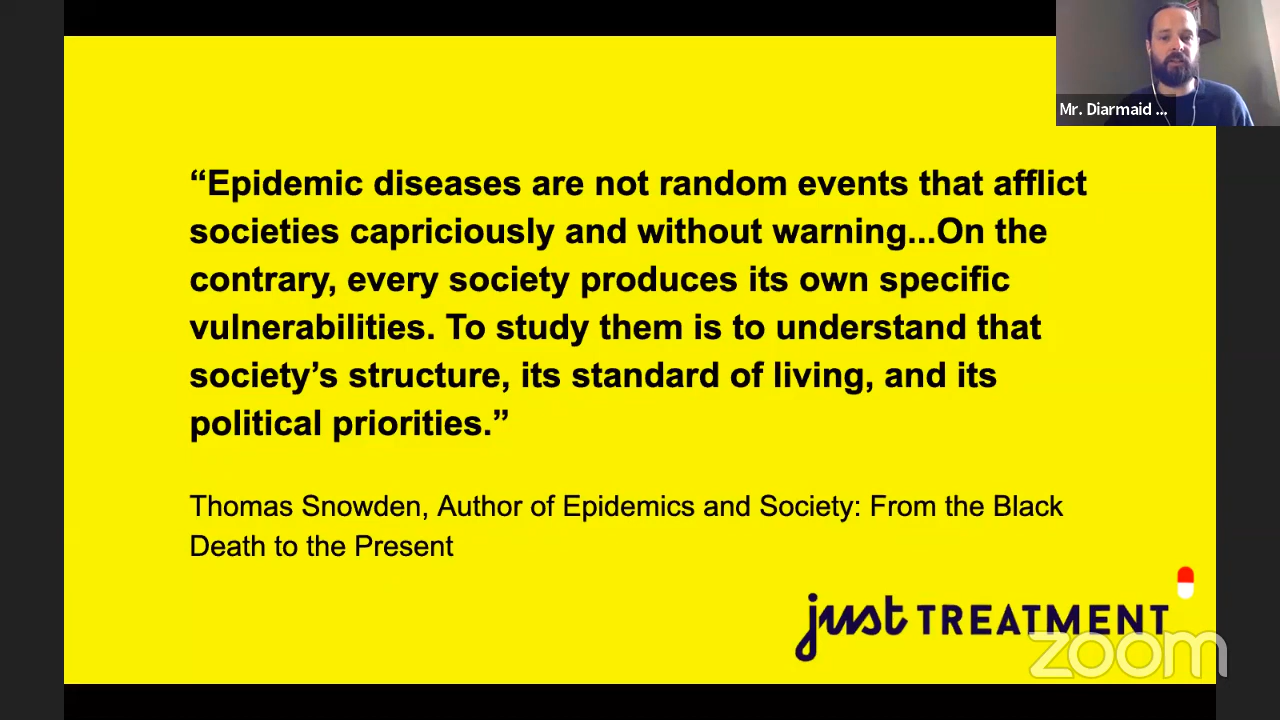 Mr. Diarmaid ...
“Epidemic diseases are not random events that afflict
societies capriciously and without warning...On the
contrary, every society produces its own specific
vulnerabilities. To study them is to understand that
society’s structure, its standard of living, and its
political priorities.”
Thomas Snowden, Author of Epidemics and Society: From the Black
Death to the Present
just TREATMENT
zoom